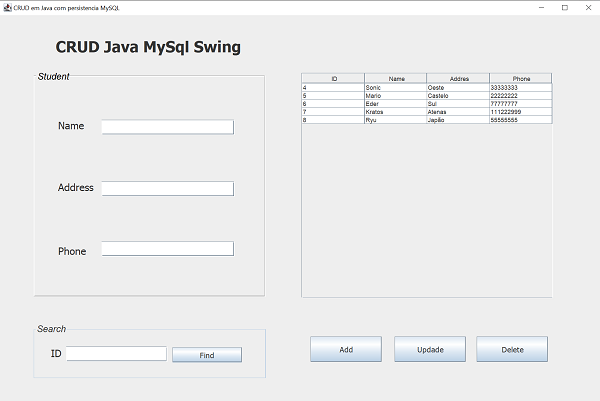 CRUD em Java com persistencia MySQL
CRUD Java MySql Swing
Student
Name
Address
Phone
ID Name Addres Phone
4 Sonic Oeste 33333333
5 Mario Castelo 22222222
6 Eder Sul 77777777
7 Kratos Atenas 111222999
8 Ryu Japão 55555555
Search
ID Find
Add Updade Delete